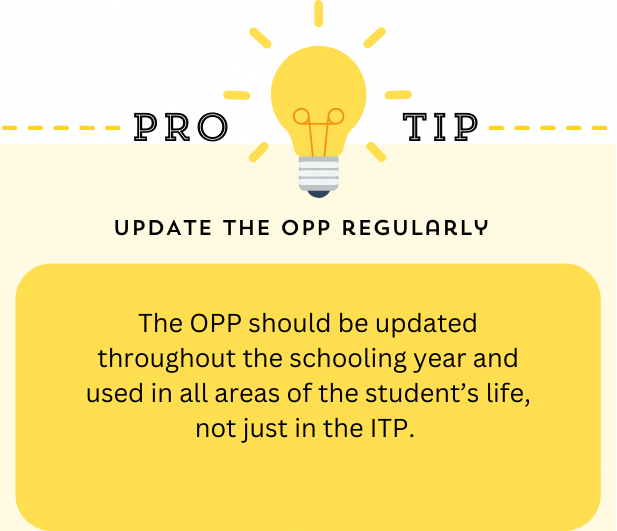 PRO TIP
UPDATE THE OPP REGULARLY
The OPP should be updated
throughout the schooling year and
used in all areas of the student’s life,
not just in the ITP.